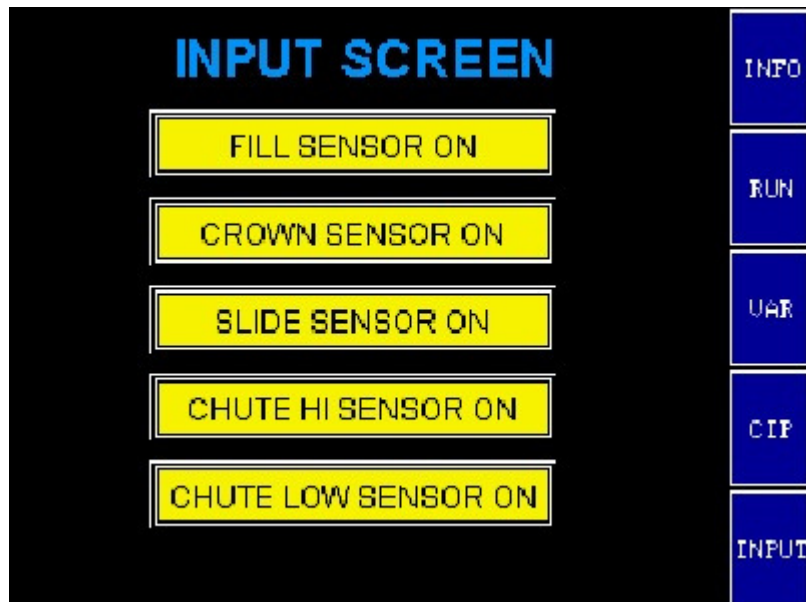 INPUT SCREEN
FILL SENSOR ON
CROWN SENSOR ON
SLIDE SENSOR ON
CHUTE HI SENSOR ON
CHUTE LOW SENSOR ON
INFO
RUN
VAR
CIP
INPUT